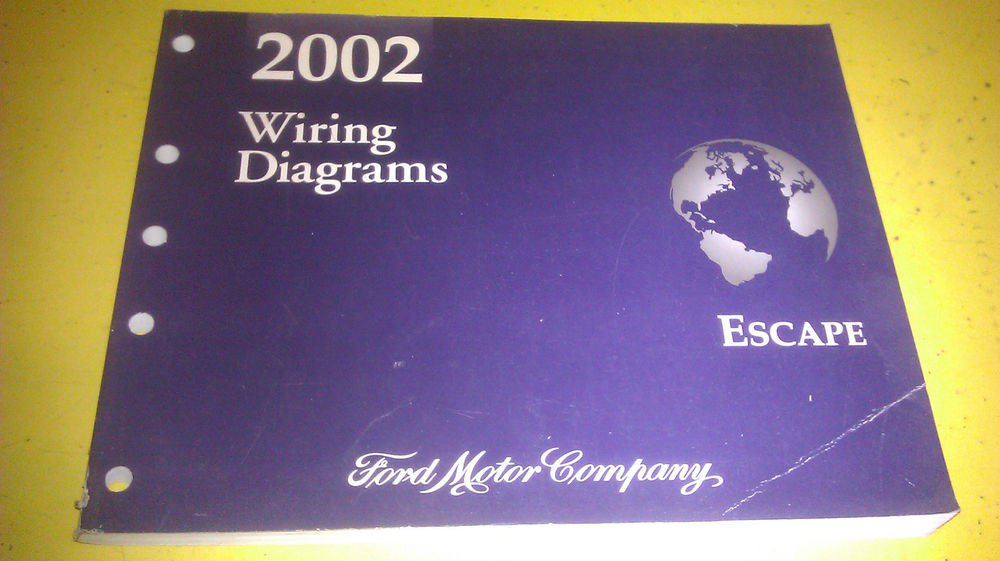 2002
Wiring
Diagrams
ESCAPE
Ford Motor Company